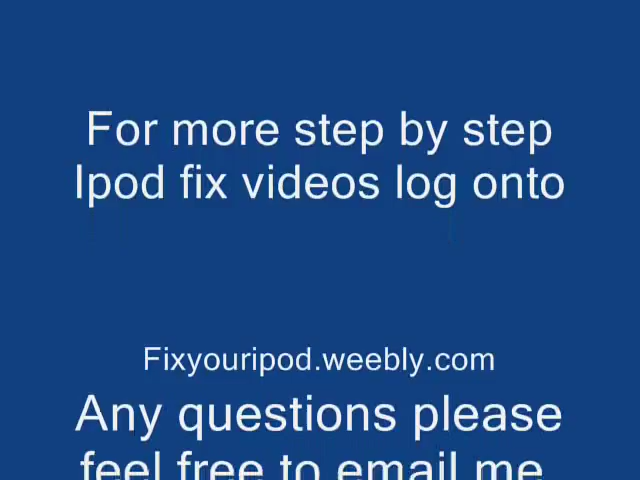 For more step by step
Ipod fix videos log onto
Fixyouripod.weebly.com
Any questions please
feel free to email me